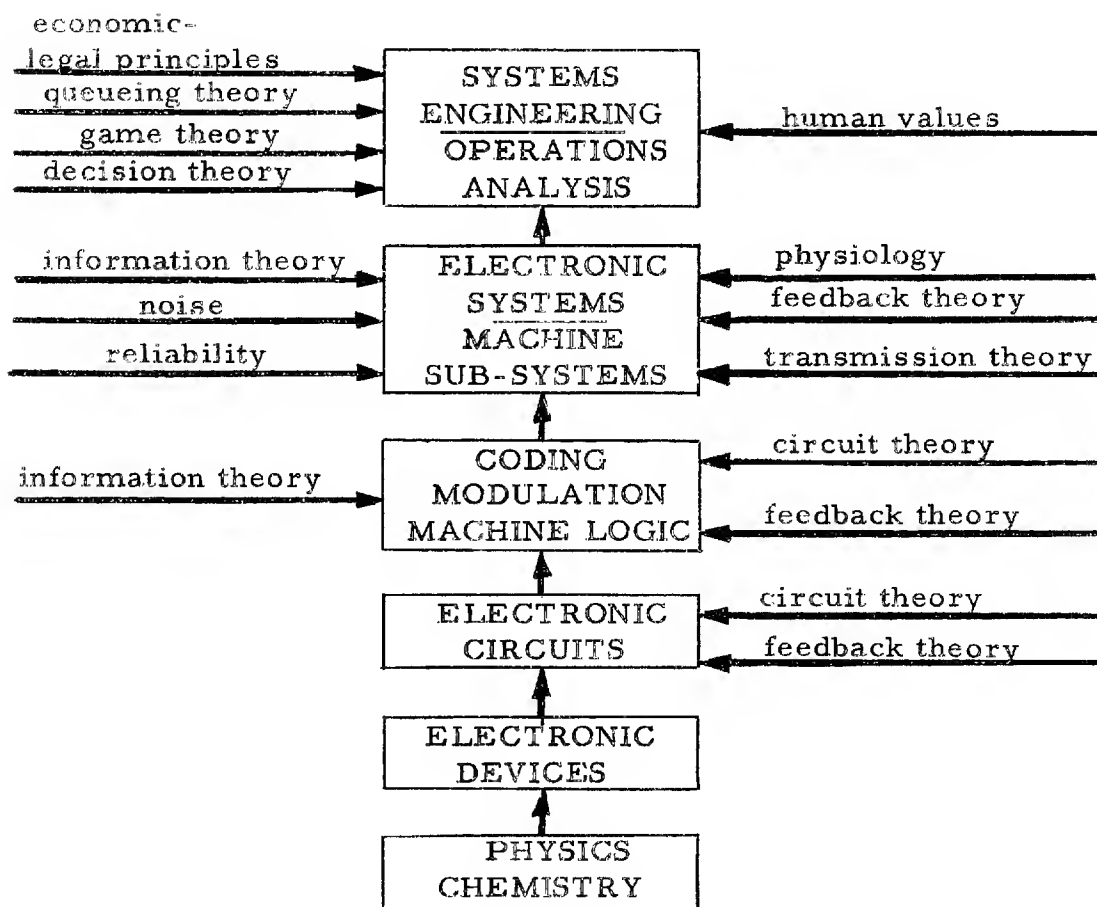 economic-
legal principles
queueing theory
game theory
decision theory
SYSTEMS
ENGINEERING
OPERATIONS
ANALYSIS
human values
information theory
noise
reliability
ELECTRONIC
SYSTEMS
MACHINE
SUB-SYSTEMS
physiology
feedback theory
transmission theory
information theory
CODING
MODULATION
MACHINE LOGIC
circuit theory
feedback theory
ELECTRONIC
CIRCUITS
circuit theory
feedback theory
ELECTRONIC
DEVICES
PHYSICS
CHEMISTRY